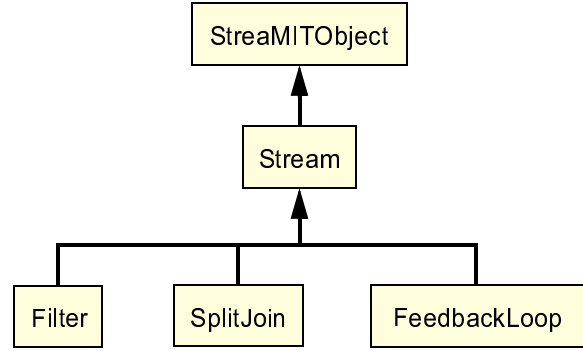 StreaMITObject
Stream
Filter
SplitJoin
FeedbackLoop